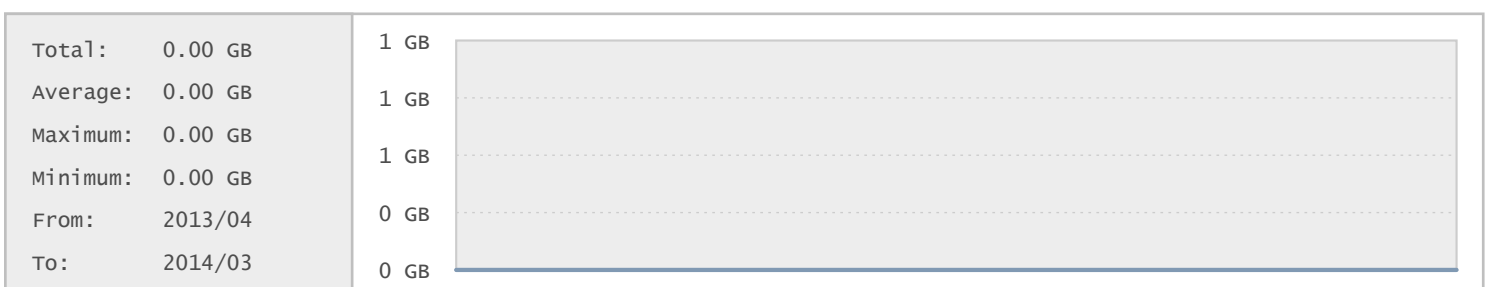 Total: 0.00 GB
Average: 0.00 GB
Maximum: 0.00 GB
Minimum: 0.00 GB
From: 2013/04
To: 2014/03
1 GB
1 GB
1 GB
0 GB
0 GB